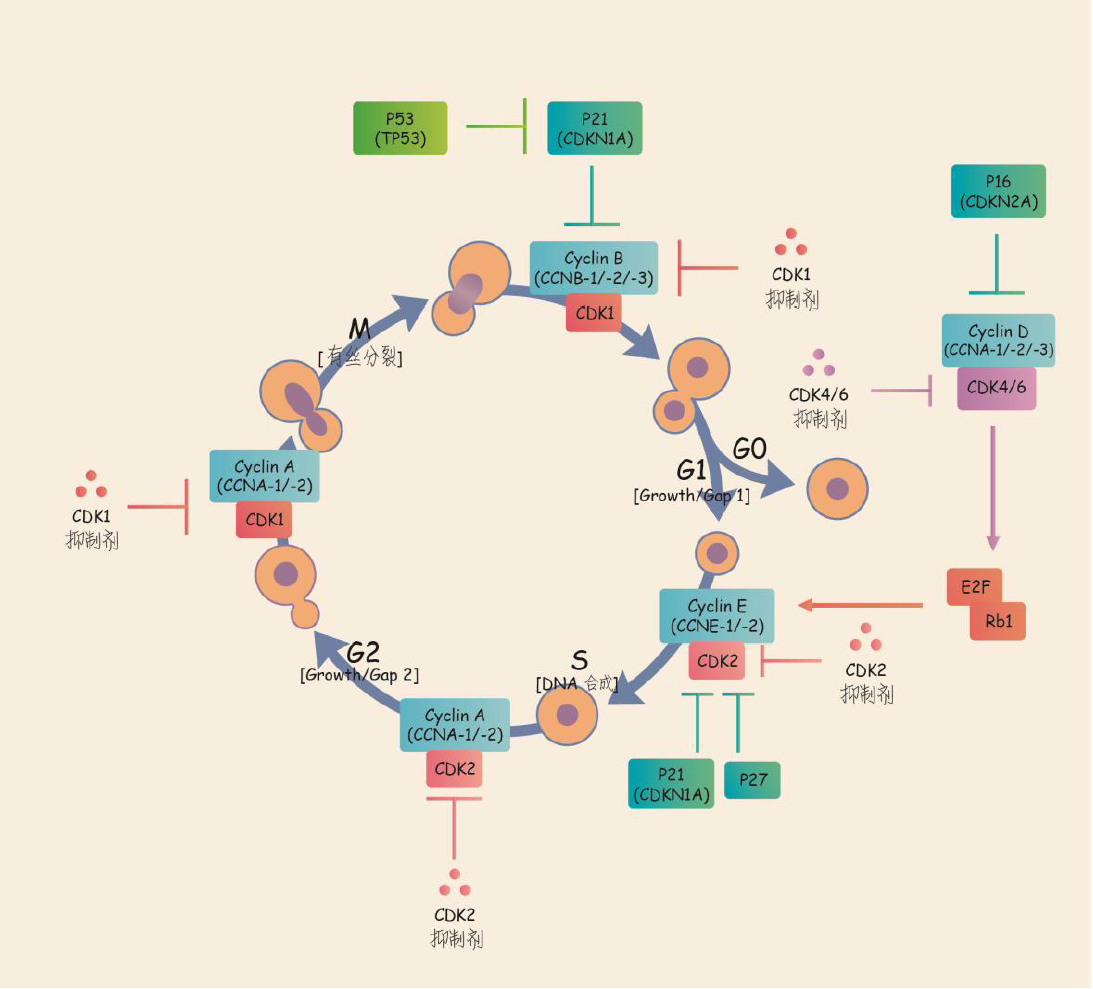 P53
(TP53)
P21
(CDKN1A)
P16
(CDKN2A)
Cyclin B
(CCNB-1/-2/-3)
CDK1
CDK1
抑制剂
Cyclin D
(CCNA-1/-2/-3)
CDK4/6
CDK4/6
抑制剂
M
[有丝分裂]
G0
G1
[Growth/Gap 1]
Cyclin A
(CCNA-1/-2)
CDK1
CDK1
抑制剂
E2F
Rb1
Cyclin E
(CCNE-1/-2)
CDK2
CDK2
抑制剂
G2
[Growth/Gap 2]
S
[DNA 合成]
Cyclin A
(CCNA-1/-2)
CDK2
P21
(CDKN1A)
P27
CDK2
抑制剂